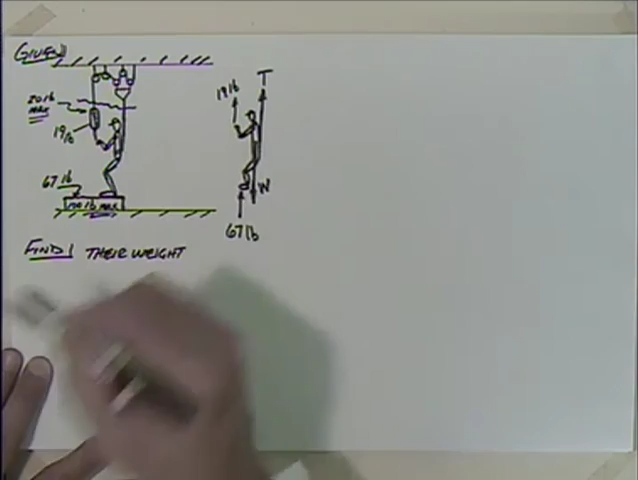 GIVEN:
T
19 lb
20 lb
MAX
19 lb
67 lb
W
100 lb MAX
67 lb
FIND: THEIR WEIGHT